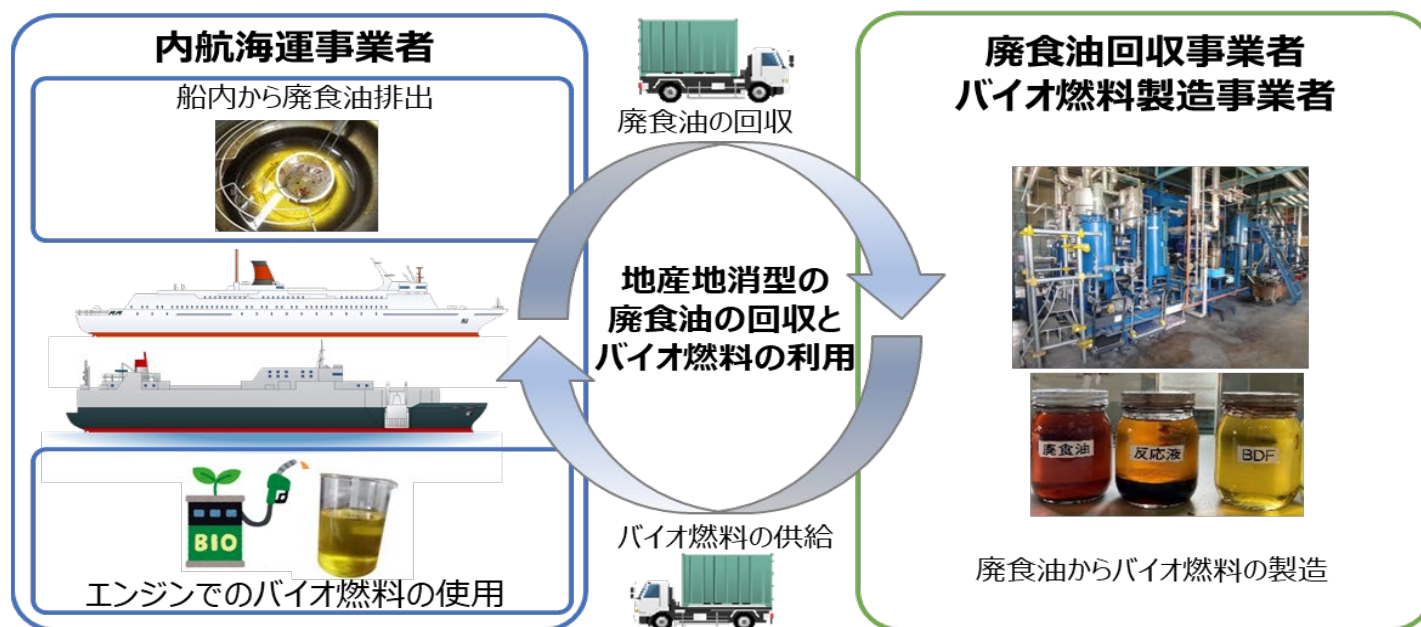 内航海運事業者
船内から廃食油排出
エンジンでのバイオ燃料の使用
BIO
廃食油の回収
地産地消型の
廃食油の回収と
バイオ燃料の利用
バイオ燃料の供給
廃食油回収事業者
バイオ燃料製造事業者
廃食油
反応液
BDF
廃食油からバイオ燃料の製造